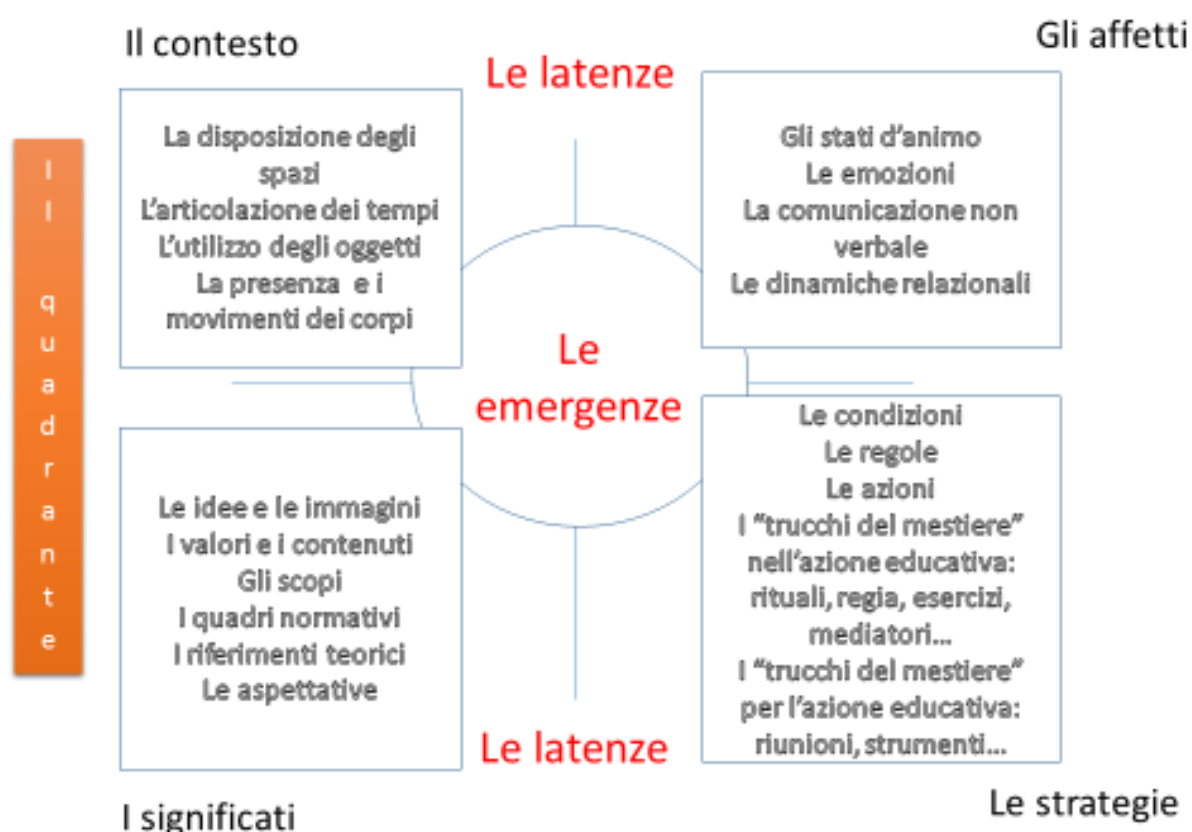 Il contesto
Gli affetti
Le latenze
La disposizione degli
spazi
L'articolazione dei tempi
L'utilizzo degli oggetti
La presenza e i
movimenti dei corpi
Gli stati d'animo
Le emozioni
La comunicazione non
verbale
Le dinamiche relazionali
Il quadrante
Le
emergenze
Le idee e le immagini
I valori e i contenuti
Gli scopi
I quadri normativi
I riferimenti teorici
Le aspettative
Le condizioni
Le regole
Le azioni
I “trucchi del mestiere”
nell'azione educativa:
rituali, regia, esercizi,
mediatori...
I “trucchi del mestiere”
per l'azione educativa:
riunioni, strumenti...
Le latenze
I significati
Le strategie